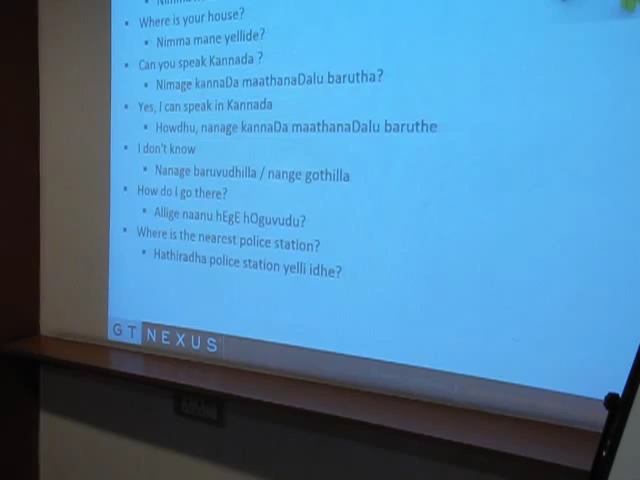 Where is your house?
Nimma mane yellide?
Can you speak Kannada ?
Nimage kannaDa maathanaDalu barutha?
Yes, I can speak in Kannada
Howdhu, nanage kannaDa maathanaDalu baruthe
I don't know
Nanage baruvudhilla / nange gothilla
How do I go there?
Allige naanu hEgE hOguvudu?
Where is the nearest police station?
Hathiradha police station yelli idhe?
GT NEXUS